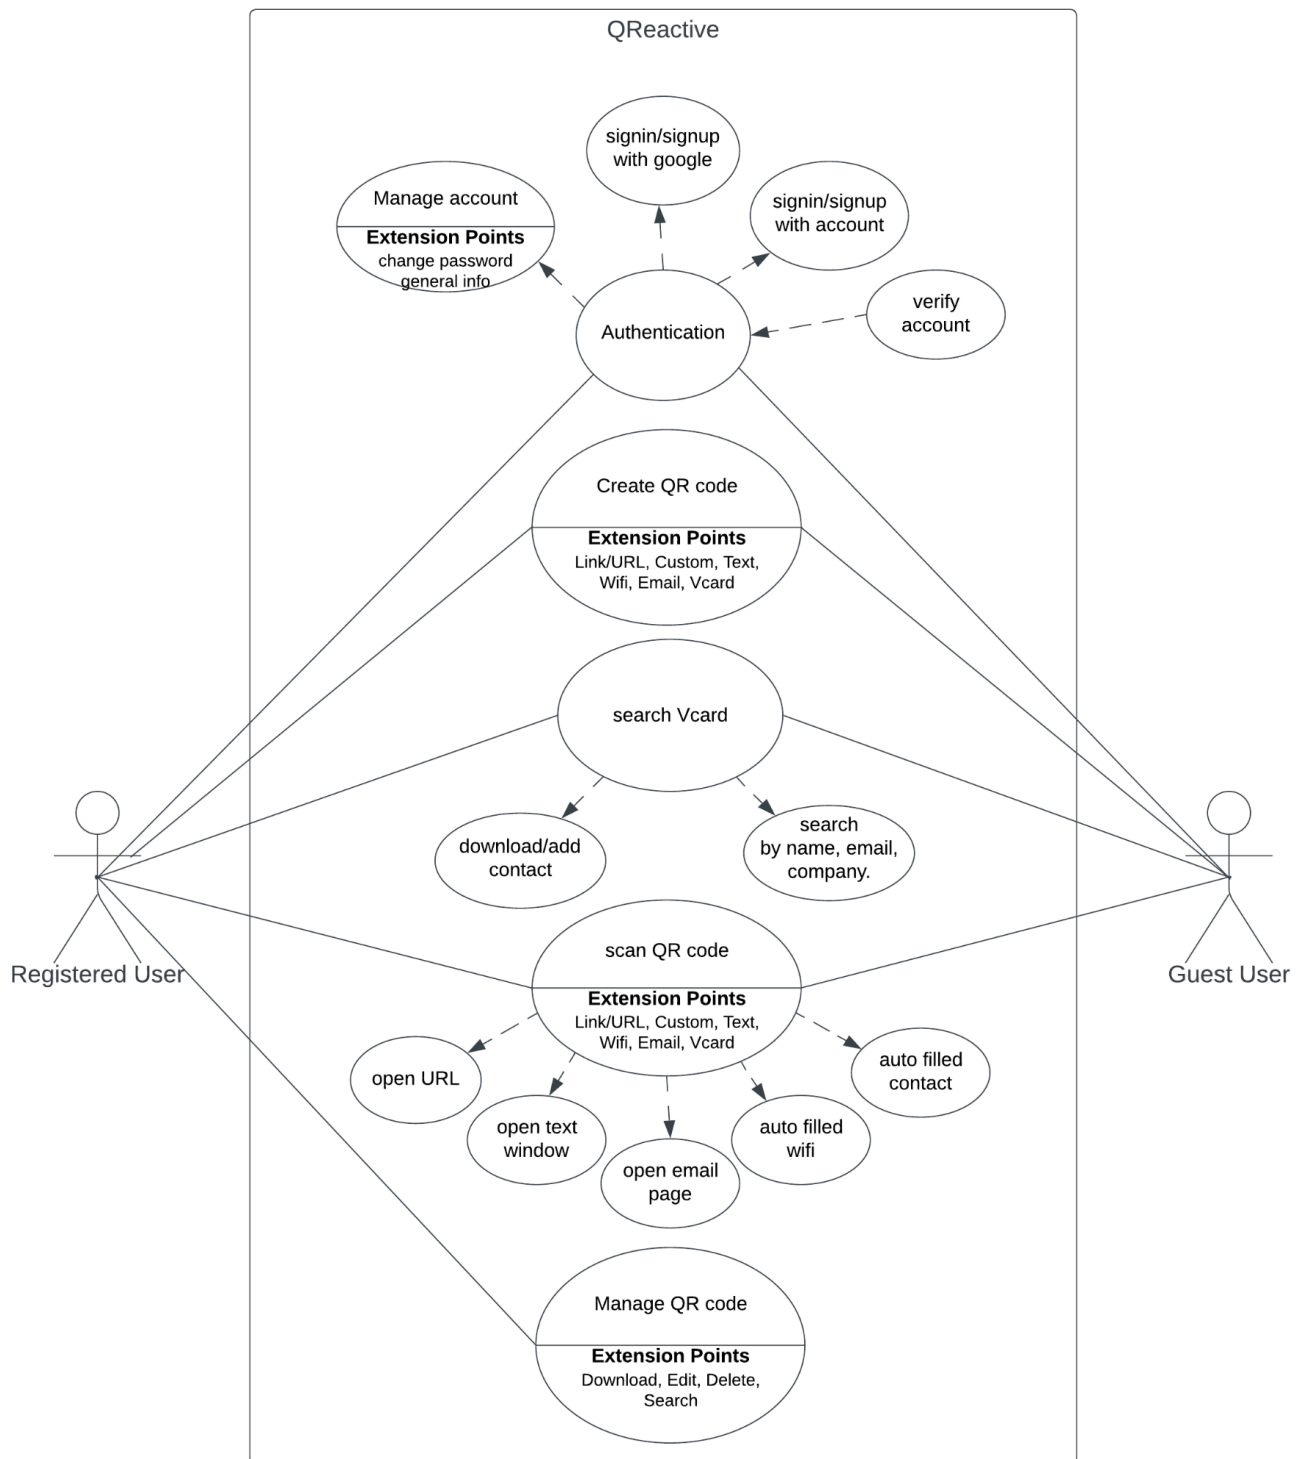 QReactive
signin/signup
with google
Manage account
Extension Points
change password
general info
signin/signup
with account
verify
account
Authentication
Create QR code
Extension Points
Link/URL, Custom, Text,
Wifi, Email, Vcard
search Vcard
download/add
contact
search
by name, email,
company.
Registered User
Guest User
scan QR code
Extension Points
Link/URL, Custom, Text,
Wifi, Email, Vcard
open URL
open text
window
open email
page
auto filled
wifi
auto filled
contact
Manage QR code
Extension Points
Download, Edit, Delete,
Search